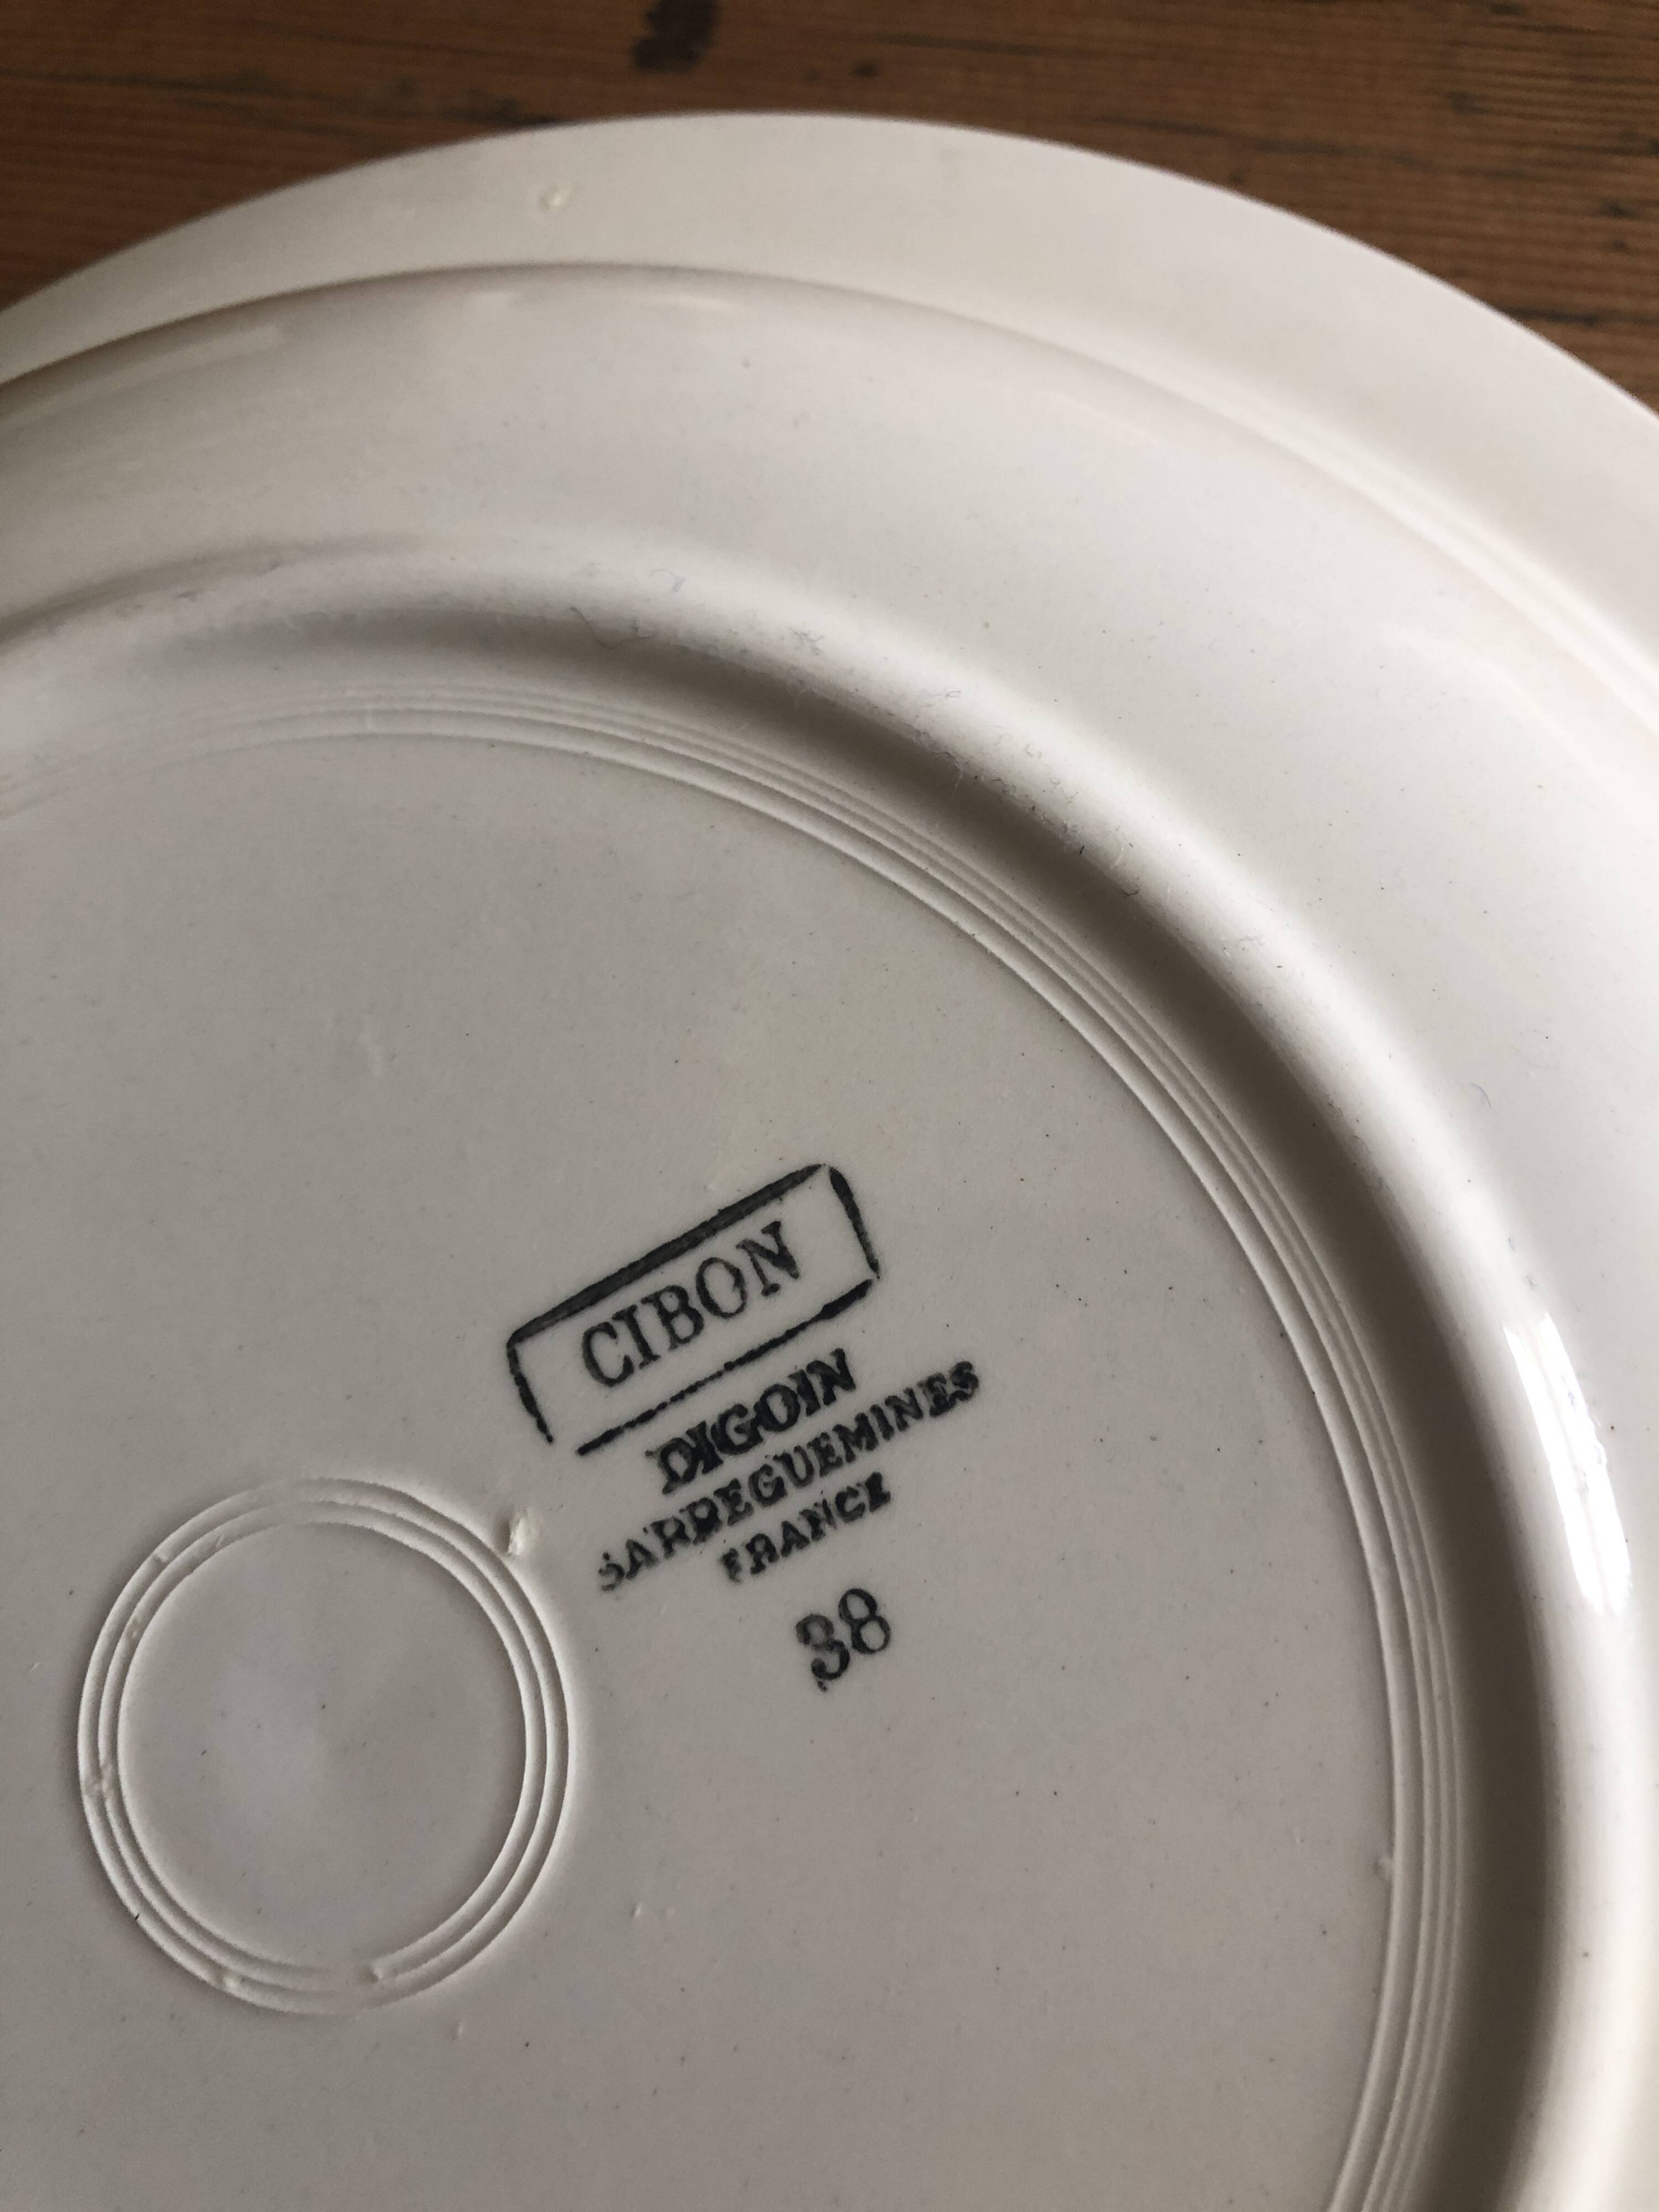 CIBON
DIGOIN
SARREGUEMINES
FRANCE
38